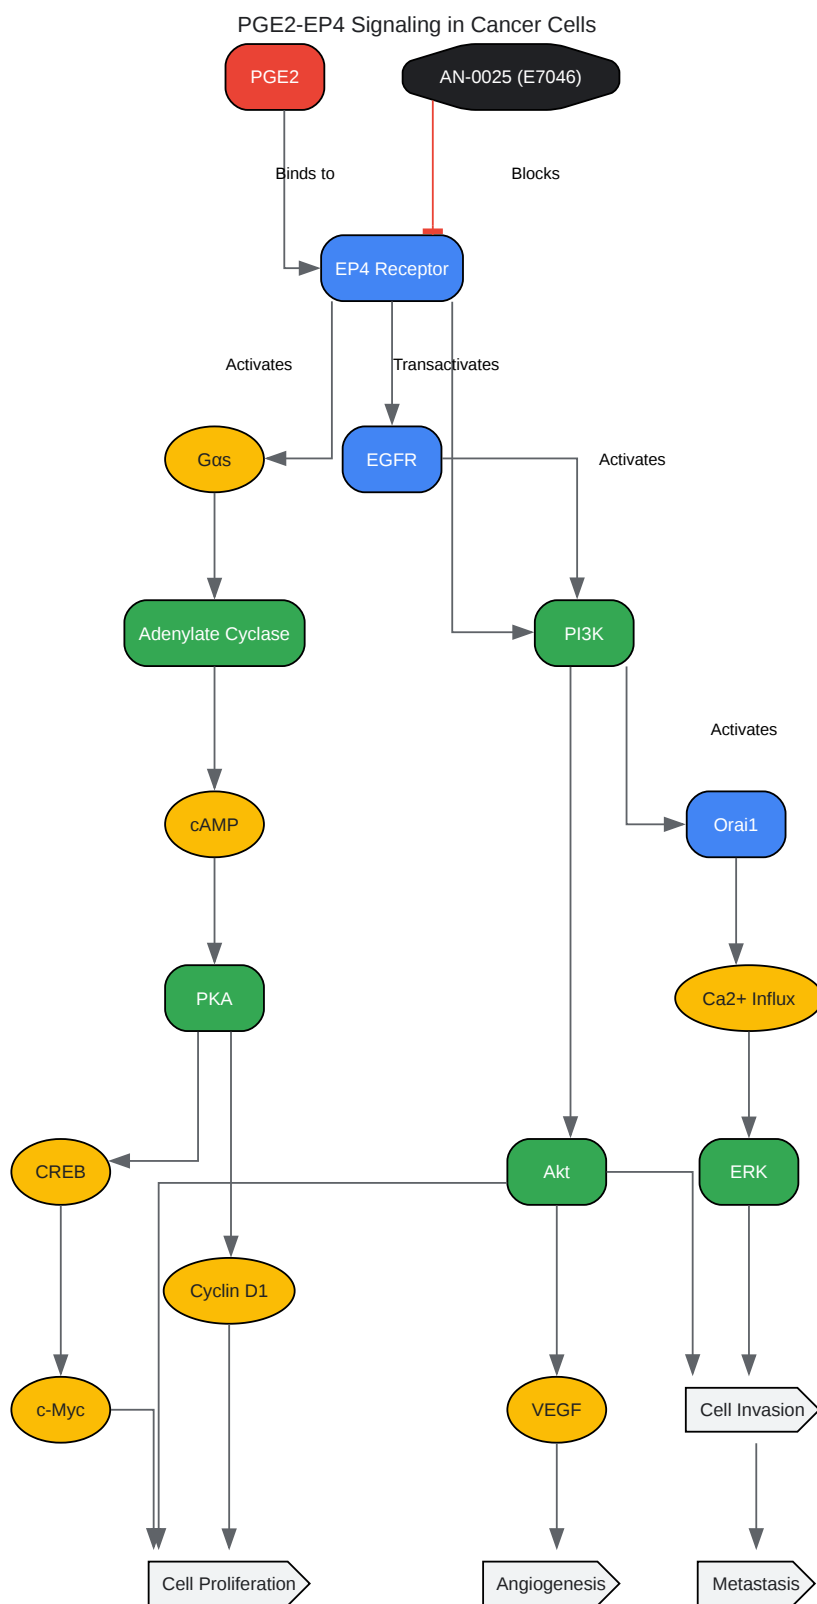 PGE2-EP4 Signaling in Cancer Cells
PGE2
AN-0025 (E7046)
Binds to
Blocks
EP4 Receptor
Activates
Transactivates
Gαs
EGFR
Activates
Adenylate Cyclase
PI3K
Activates
cAMP
Orai1
PKA
Ca2+ Influx
CREB
Akt
ERK
Cyclin D1
c-Myc
VEGF
Cell Invasion
Cell Proliferation
Angiogenesis
Metastasis